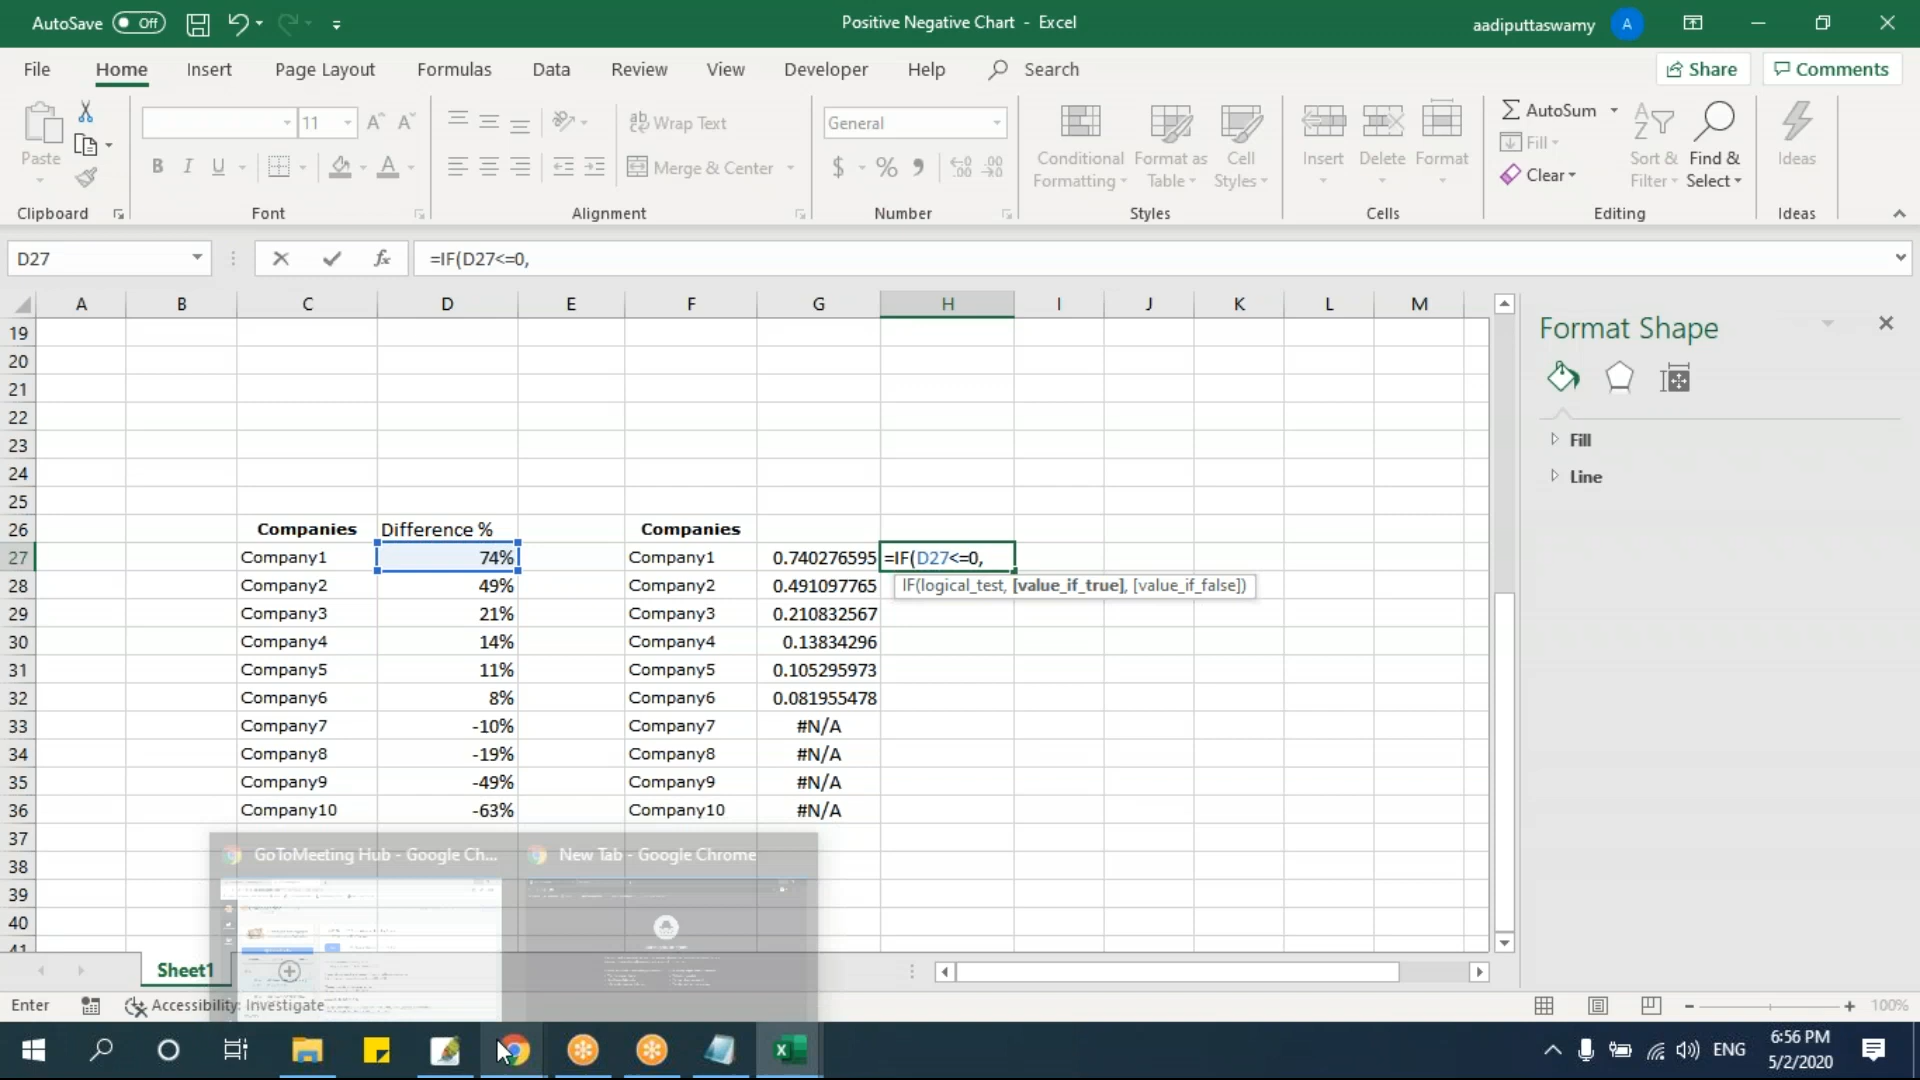 AutoSave Off
Positive Negative Chart - Excel
aadiputtaswamy A
File Home Insert Page Layout Formulas Data Review View Developer Help Search
Share Comments
Paste
11
B I U
Wrap Text
Merge & Center
General
Conditional Formatting
Format as Table
Cell Styles
Insert Delete Format
AutoSum
Fill
Clear
Sort & Filter
Find & Select
Ideas
Clipboard Font Alignment Number Styles Cells Editing Ideas
D27 fx =IF(D27<=0,
A B C D E F G H I J K L M
19
20
21
22
23
24
25
26 Companies Difference % Companies
27 Company1 74% Company1 0.740276595 =IF(D27<=0,
28 Company2 49% Company2 0.491097765 IF(logical_test, [value_if_true], [value_if_false])
29 Company3 21% Company3 0.210832567
30 Company4 14% Company4 0.13834296
31 Company5 11% Company5 0.105295973
32 Company6 8% Company6 0.081955478
33 Company7 -10% Company7 #N/A
34 Company8 -19% Company8 #N/A
35 Company9 -49% Company9 #N/A
36 Company10 -63% Company10 #N/A
37
38
39
40
41
Format Shape
Fill
Line
GoToMeeting Hub - Google Ch...
New Tab - Google Chrome
Sheet1
Enter Accessibility: Investigate 100%
ENG
6:56 PM
5/2/2020